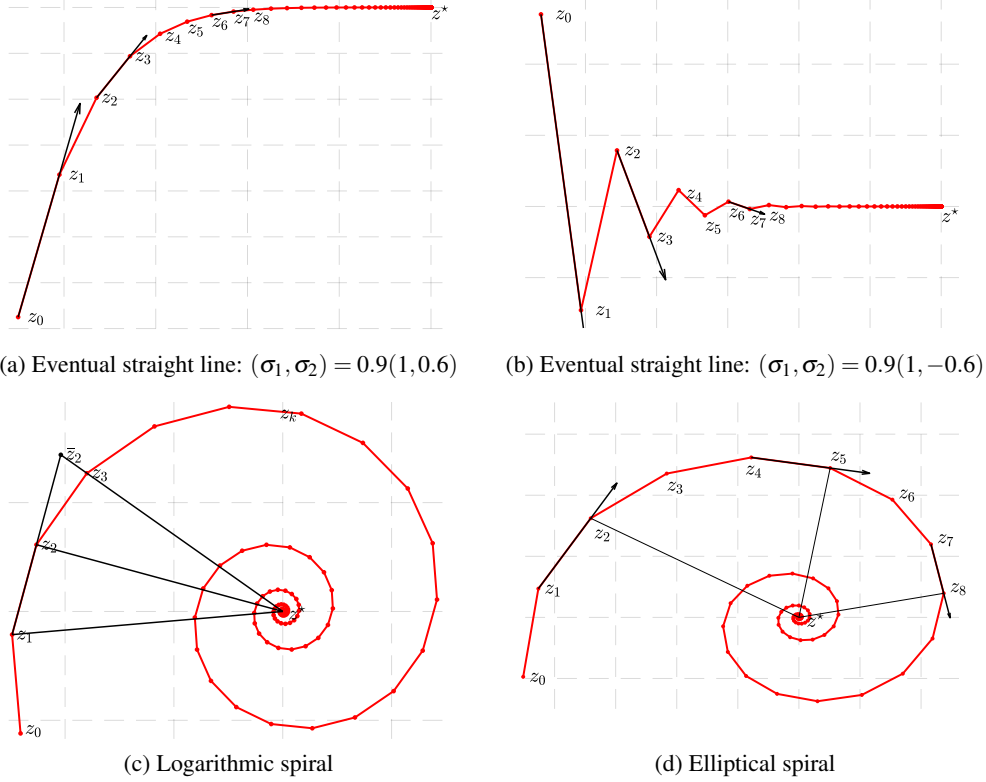 z₀
z₁
z₂
z₃
z₄
z₅
z₆
z₇
z₈
z⋆
(a) Eventual straight line: (σ₁,σ₂) = 0.9(1,0.6)
z₀
z₁
z₂
z₃
z₄
z₅
z₆
z₇
z₈
z⋆
(b) Eventual straight line: (σ₁,σ₂) = 0.9(1,−0.6)
z₀
z₁
z₂
z̄₂
z₃
zₖ
z⋆
(c) Logarithmic spiral
z₀
z₁
z₂
z₃
z₄
z₅
z₆
z₇
z₈
z⋆
(d) Elliptical spiral